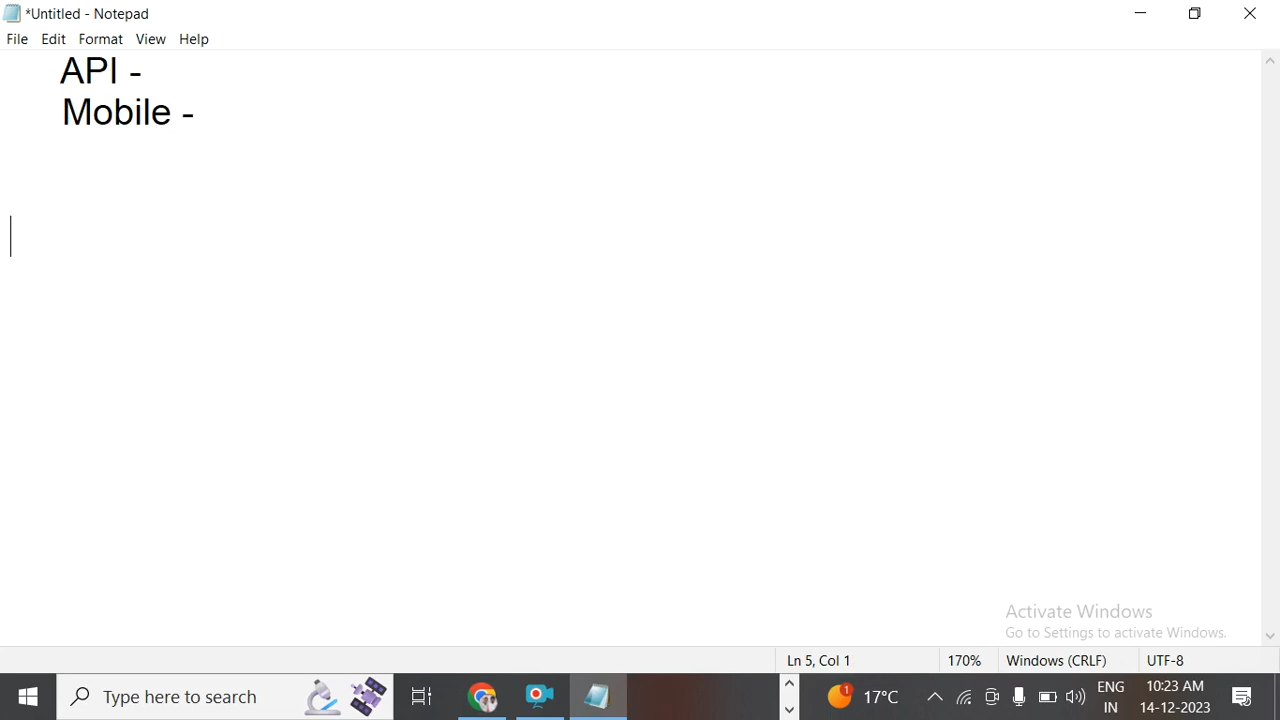 *Untitled - Notepad
File Edit Format View Help
API -
Mobile -
Activate Windows
Go to Settings to activate Windows.
Ln 5, Col 1 170% Windows (CRLF) UTF-8
Type here to search 1 17°C ENG 10:23 AM
IN 14-12-2023